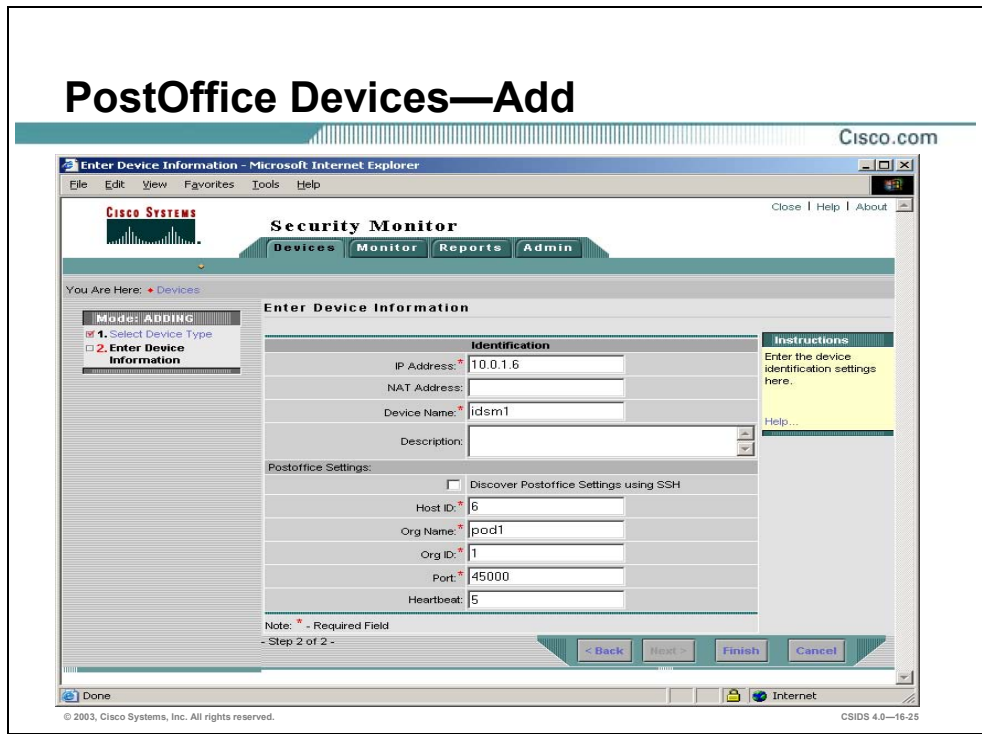 PostOffice Devices—Add
Cisco.com
Enter Device Information - Microsoft Internet Explorer
File Edit View Favorites Tools Help
CISCO SYSTEMS
Close | Help | About
Security Monitor
Devices Monitor Reports Admin
You Are Here: Devices
Mode: ADDING
1. Select Device Type
2. Enter Device
Information
Enter Device Information
Identification
IP Address:* 10.0.1.6
NAT Address:
Device Name:* idsm1
Description:
Postoffice Settings:
Discover Postoffice Settings using SSH
Host ID:* 6
Org Name:* pod1
Org ID:* 1
Port:* 45000
Heartbeat: 5
Note: * - Required Field
- Step 2 of 2 -
< Back Next > Finish Cancel
Instructions
Enter the device
identification settings
here.
Help...
Done
Internet
© 2003, Cisco Systems, Inc. All rights reserved.
CSIDS 4.0—16-25